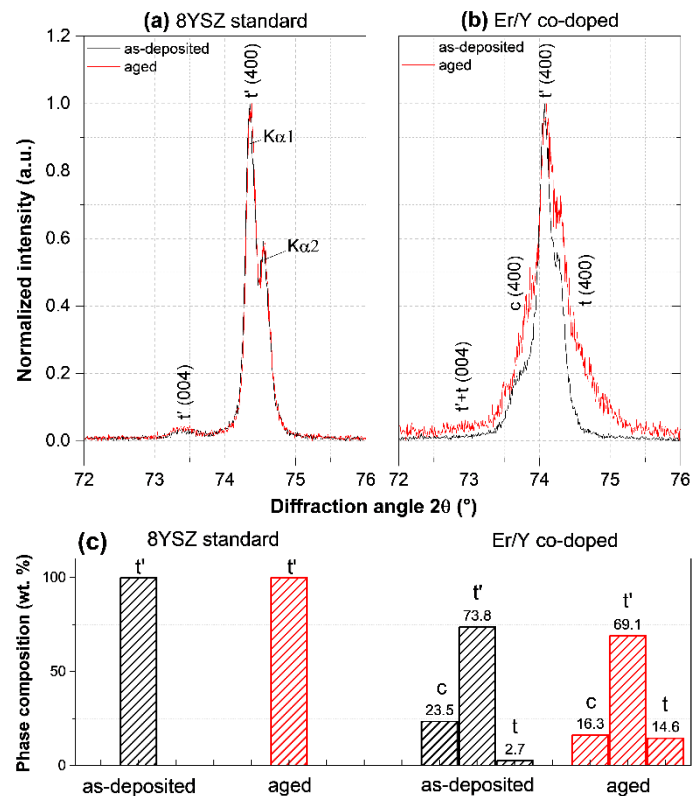 (a) 8YSZ standard
as-deposited
aged
t' (400)
Kα1
Kα2
t' (004)
Normalized intensity (a.u.)
1.0
0.8
0.6
0.4
0.2
0.0
72 73 74 75 76
(b) Er/Y co-doped
as-deposited
aged
t' (400)
c (400)
t (400)
t'+t (004)
72 73 74 75 76
Diffraction angle 2θ (°)
(c) 8YSZ standard Er/Y co-doped
Phase composition (wt. %)
100
75
50
0
t'
t'
c
23.5
t'
73.8
t
2.7
c
16.3
t'
69.1
t
14.6
as-deposited aged as-deposited aged